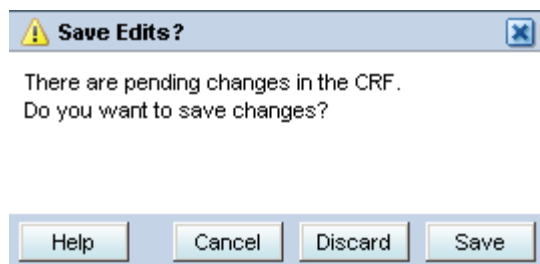 Save Edits?
There are pending changes in the CRF.
Do you want to save changes?
Help Cancel Discard Save